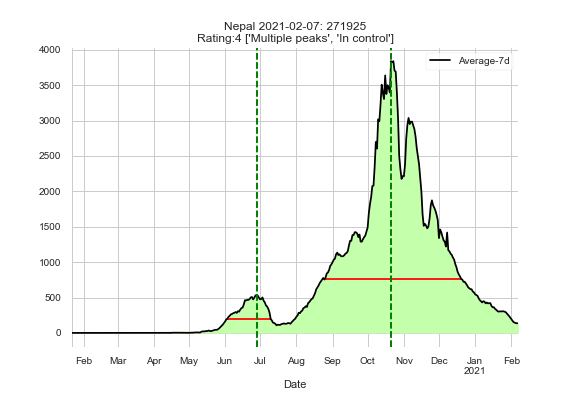 Nepal 2021-02-07: 271925
Rating:4 ['Multiple peaks', 'In control']
Average-7d
4000
3500
3000
2500
2000
1500
1000
500
0
Feb Mar Apr May Jun Jul Aug Sep Oct Nov Dec Jan Feb
2021
Date